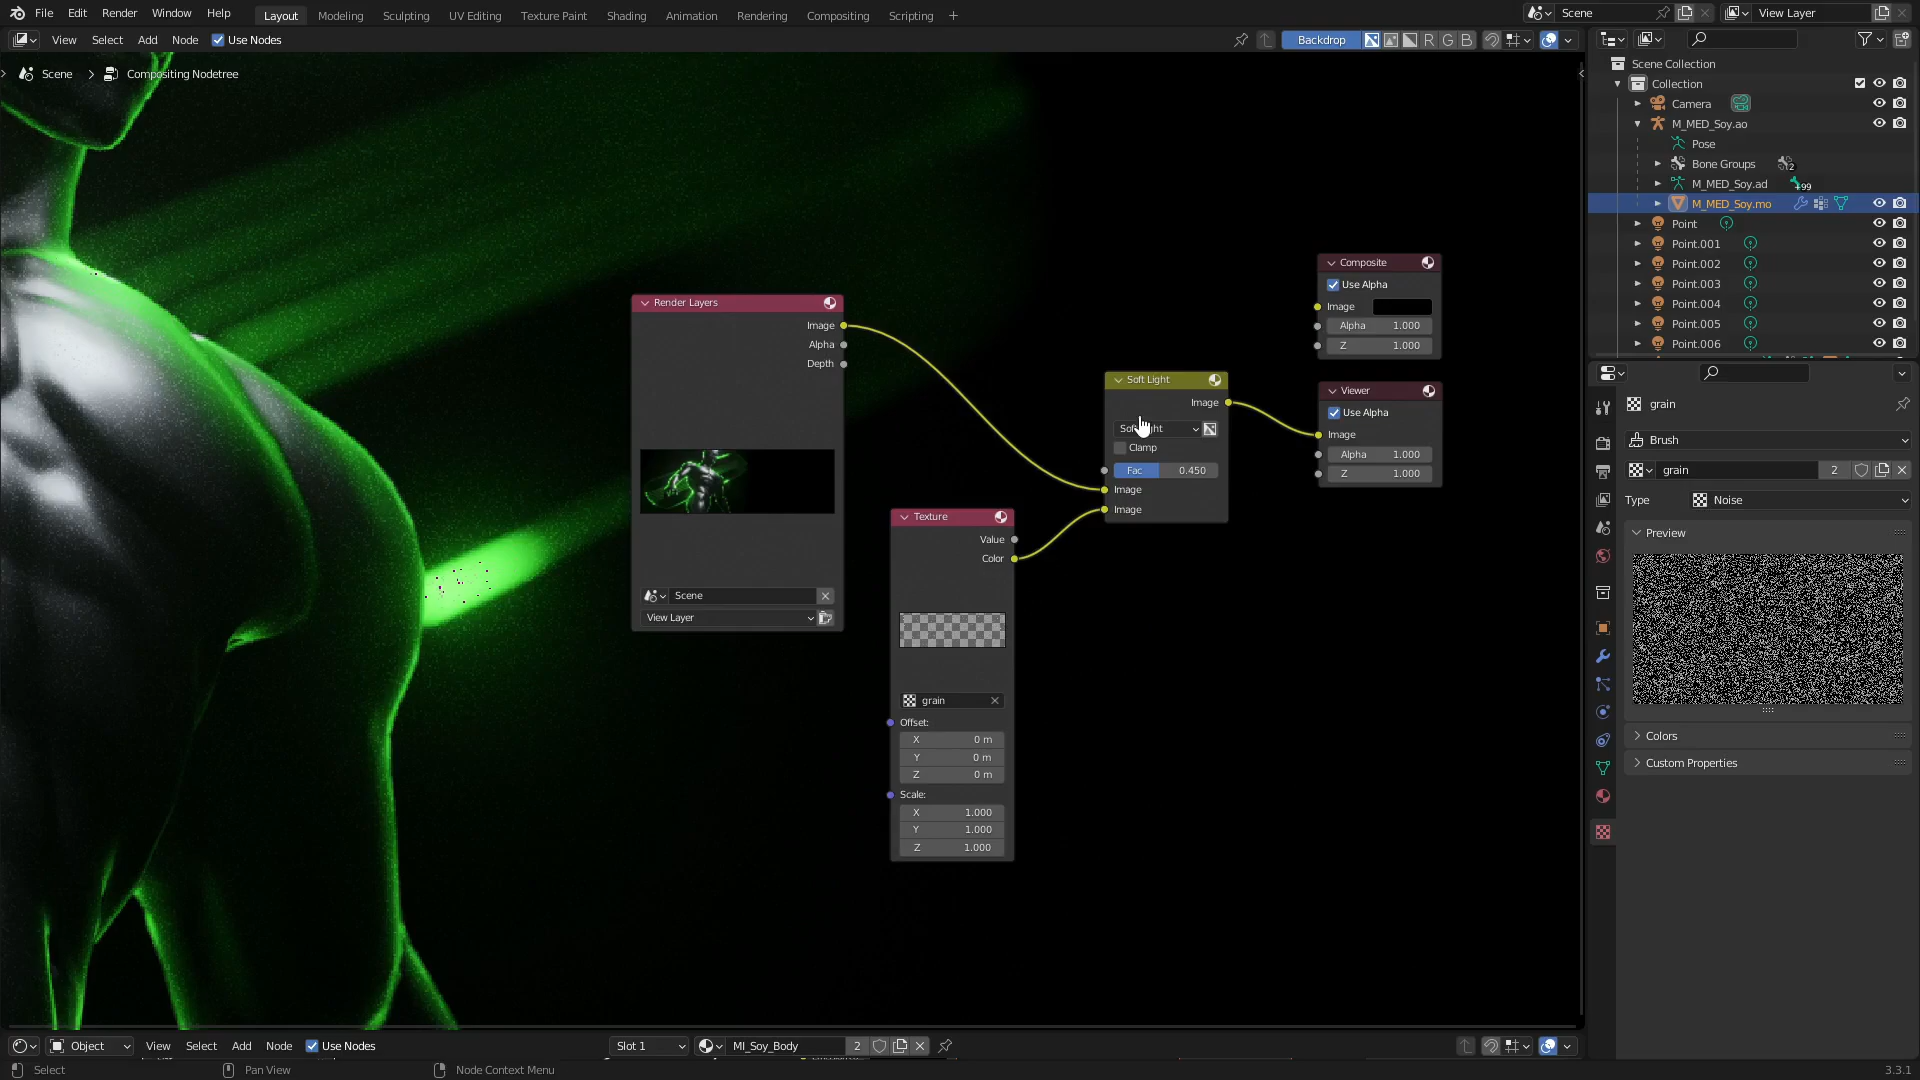 File Edit Render Window Help Layout Modeling Sculpting UV Editing Texture Paint Shading Animation Rendering Compositing Scripting + Scene View Layer
View Select Add Node Use Nodes Backdrop R G B
Scene > Compositing Nodetree
Scene Collection
Collection
Camera
M_MED_Soy.ao
Pose
Bone Groups 2
M_MED_Soy.ad +99
M_MED_Soy.mo
Point
Point.001
Point.002
Point.003
Point.004
Point.005
Point.006
Render Layers
Image
Alpha
Depth
Scene
View Layer
Texture
Value
Color
grain
Offset:
X 0 m
Y 0 m
Z 0 m
Scale:
X 1.000
Y 1.000
Z 1.000
Soft Light
Image
Clamp
Fac 0.450
Image
Image
Composite
Use Alpha
Image
Alpha 1.000
Z 1.000
Viewer
Use Alpha
Image
Alpha 1.000
Z 1.000
grain
Brush
grain 2
Type Noise
Preview
Colors
Custom Properties
Object View Select Add Node Use Nodes Slot 1 MI_Soy_Body 2
Select Pan View Node Context Menu 3.3.1